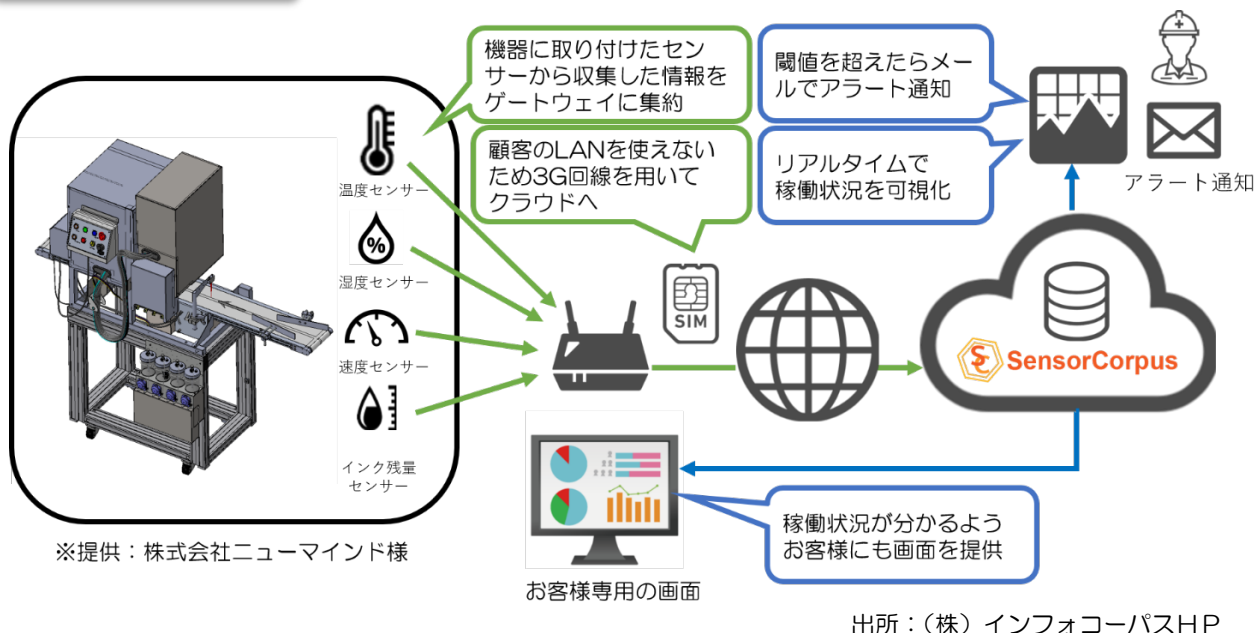 機器に取り付けたセン
サーから収集した情報を
ゲートウェイに集約
閾値を超えたらメー
ルでアラート通知
顧客のLANを使えない
ため3G回線を用いて
クラウドへ
リアルタイムで
稼働状況を可視化
アラート通知
温度センサー
%
湿度センサー
速度センサー
インク残量
センサー
SIM
SC
SensorCorpus
稼働状況が分かるよう
お客様にも画面を提供
お客様専用の画面
※提供：株式会社ニューマインド様
出所：（株）インフォコーパスＨＰ